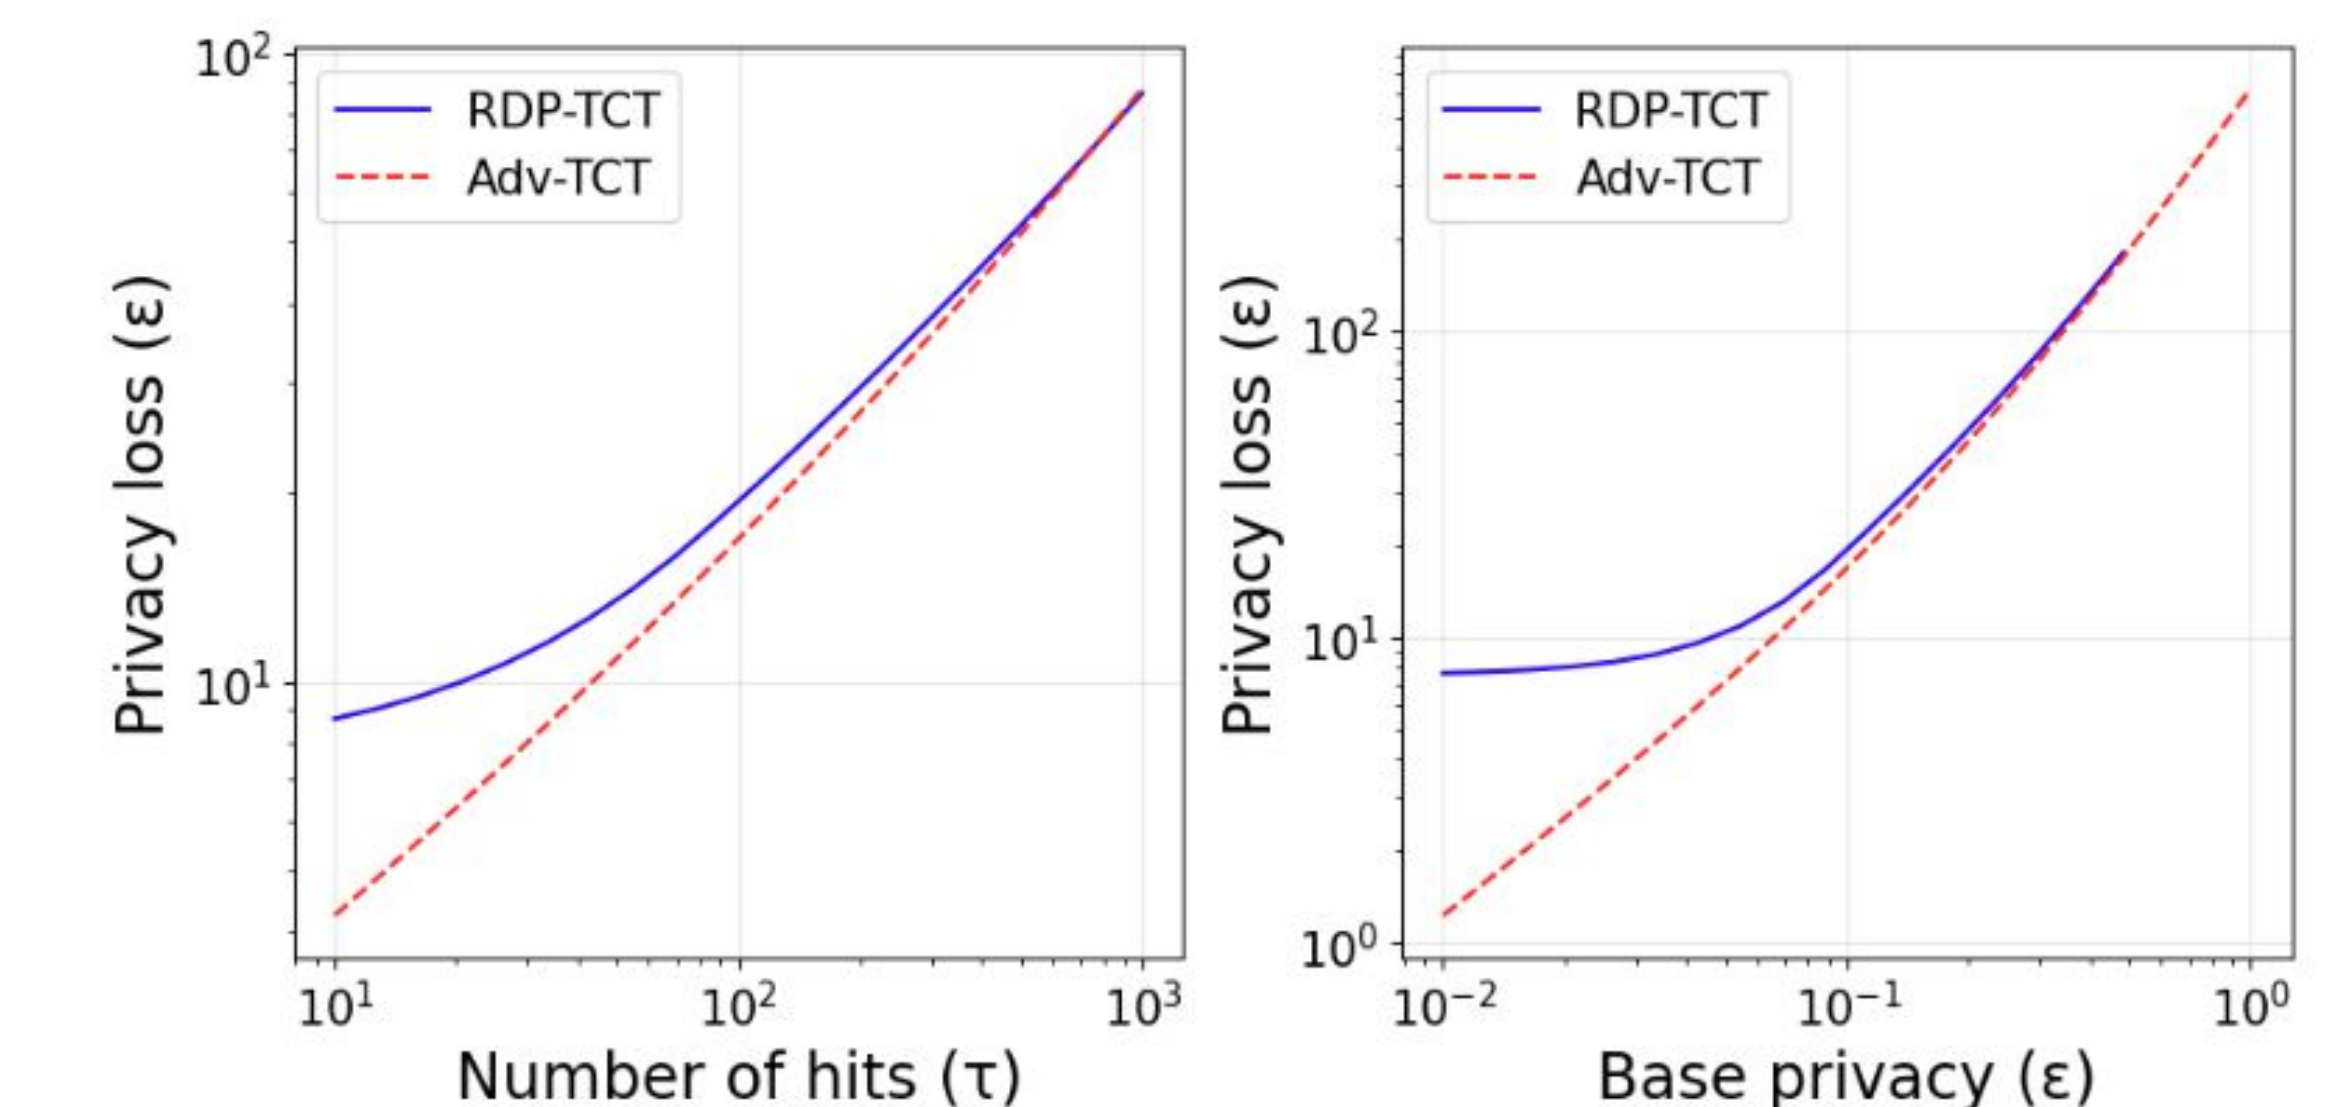 10²
10¹
Privacy loss (ε)
RDP-TCT
Adv-TCT
10¹ 10² 10³
Number of hits (τ)
10²
10¹
10⁰
Privacy loss (ε)
RDP-TCT
Adv-TCT
10⁻² 10⁻¹ 10⁰
Base privacy (ε)